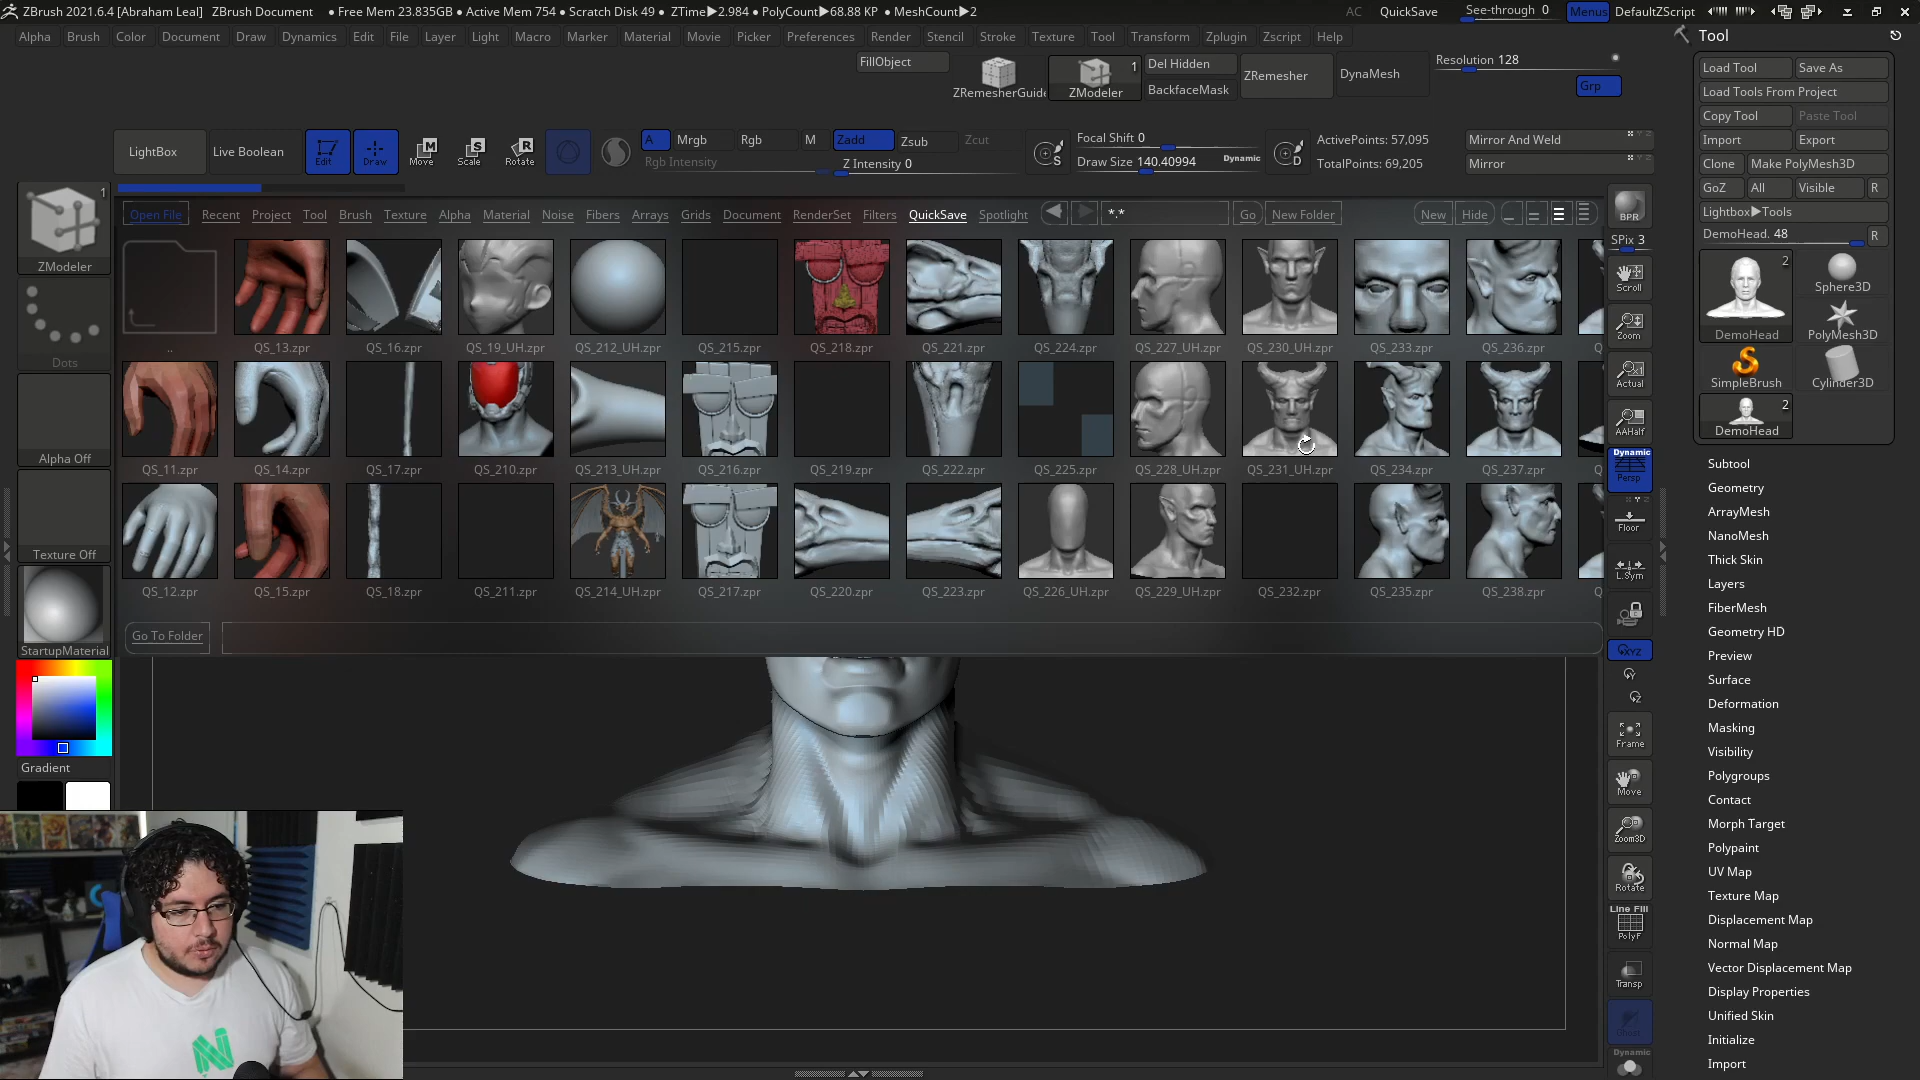 ZBrush 2021.6.4 [Abraham Leal] ZBrush Document ● Free Mem 23.835GB ● Active Mem 754 ● Scratch Disk 49 ● ZTime▶2.984 ● PolyCount▶68.88 KP ● MeshCount▶2 AC QuickSave See-through 0 Menus DefaultZScript
Alpha Brush Color Document Draw Dynamics Edit File Layer Light Macro Marker Material Movie Picker Preferences Render Stencil Stroke Texture Tool Transform Zplugin Zscript Help
FillObject
ZRemesherGuide
1
ZModeler
Del Hidden
BackfaceMask
ZRemesher
DynaMesh
Resolution 128
Grp
LightBox
Live Boolean
Edit
Draw
Move
Scale
Rotate
A Mrgb Rgb M
Rgb Intensity
Zadd Zsub Zcut
Z Intensity 0
S
Focal Shift 0
Draw Size 140.40994 Dynamic
D
ActivePoints: 57,095
TotalPoints: 69,205
Mirror And Weld
Mirror
Open File Recent Project Tool Brush Texture Alpha Material Noise Fibers Arrays Grids Document RenderSet Filters QuickSave Spotlight *.* Go New Folder New Hide
.. QS_13.zpr QS_16.zpr QS_19_UH.zpr QS_212_UH.zpr QS_215.zpr QS_218.zpr QS_221.zpr QS_224.zpr QS_227_UH.zpr QS_230_UH.zpr QS_233.zpr QS_236.zpr
QS_11.zpr QS_14.zpr QS_17.zpr QS_210.zpr QS_213_UH.zpr QS_216.zpr QS_219.zpr QS_222.zpr QS_225.zpr QS_228_UH.zpr QS_231_UH.zpr QS_234.zpr QS_237.zpr
QS_12.zpr QS_15.zpr QS_18.zpr QS_211.zpr QS_214_UH.zpr QS_217.zpr QS_220.zpr QS_223.zpr QS_226_UH.zpr QS_229_UH.zpr QS_232.zpr QS_235.zpr QS_238.zpr
Go To Folder
1
ZModeler
Dots
Alpha Off
Texture Off
StartupMaterial
Gradient
N
BPR
SPix 3
Scroll
Zoom
Actual
AAHalf
Dynamic
Persp
Floor
L.Sym
XYZ
Frame
Move
Zoom3D
Rotate
Line Fill
PolyF
Transp
Dynamic
Tool
Load Tool Save As
Load Tools From Project
Copy Tool Paste Tool
Import Export
Clone Make PolyMesh3D
GoZ All Visible R
Lightbox▶Tools
DemoHead. 48 R
2
DemoHead
Sphere3D
PolyMesh3D
SimpleBrush
Cylinder3D
2
DemoHead
Subtool
Geometry
ArrayMesh
NanoMesh
Thick Skin
Layers
FiberMesh
Geometry HD
Preview
Surface
Deformation
Masking
Visibility
Polygroups
Contact
Morph Target
Polypaint
UV Map
Texture Map
Displacement Map
Normal Map
Vector Displacement Map
Display Properties
Unified Skin
Initialize
Import